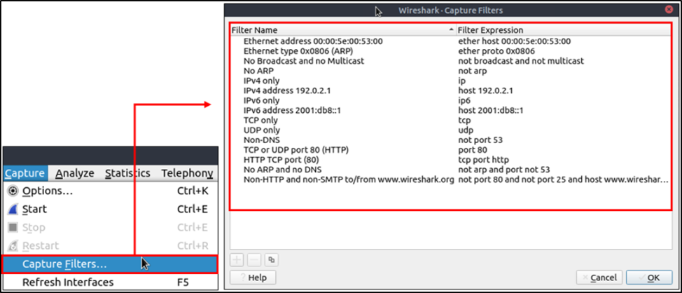 Wireshark · Capture Filters
Filter Name Filter Expression
Ethernet address 00:00:5e:00:53:00 ether host 00:00:5e:00:53:00
Ethernet type 0x0806 (ARP) ether proto 0x0806
No Broadcast and no Multicast not broadcast and not multicast
No ARP not arp
IPv4 only ip
IPv4 address 192.0.2.1 host 192.0.2.1
IPv6 only ip6
IPv6 address 2001:db8::1 host 2001:db8::1
TCP only tcp
UDP only udp
Non-DNS not port 53
TCP or UDP port 80 (HTTP) port 80
HTTP TCP port (80) tcp port http
No ARP and no DNS not arp and port not 53
Non-HTTP and non-SMTP to/from www.wireshark.org not port 80 and not port 25 and host www.wireshar...
Help Cancel OK
Capture Analyze Statistics Telephony
Options... Ctrl+K
Start Ctrl+E
Stop Ctrl+E
Restart Ctrl+R
Capture Filters...
Refresh Interfaces F5